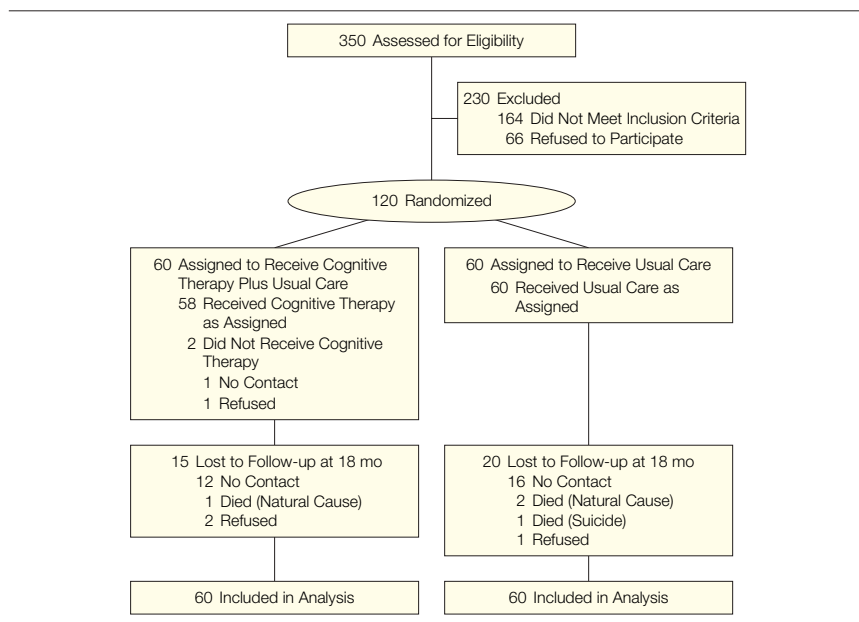 350 Assessed for Eligibility
230 Excluded
164 Did Not Meet Inclusion Criteria
66 Refused to Participate
120 Randomized
60 Assigned to Receive Cognitive
Therapy Plus Usual Care
58 Received Cognitive Therapy
as Assigned
2 Did Not Receive Cognitive
Therapy
1 No Contact
1 Refused
60 Assigned to Receive Usual Care
60 Received Usual Care as
Assigned
15 Lost to Follow-up at 18 mo
12 No Contact
1 Died (Natural Cause)
2 Refused
20 Lost to Follow-up at 18 mo
16 No Contact
2 Died (Natural Cause)
1 Died (Suicide)
1 Refused
60 Included in Analysis
60 Included in Analysis